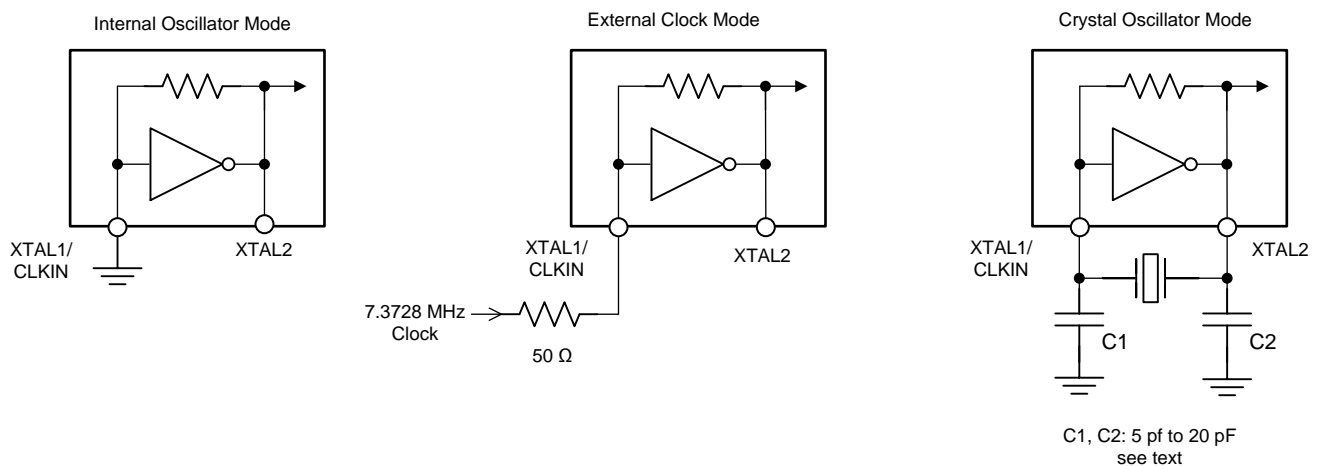 Internal Oscillator Mode
XTAL1/
CLKIN
XTAL2
External Clock Mode
XTAL1/
CLKIN
XTAL2
7.3728 MHz
Clock
50 Ω
Crystal Oscillator Mode
XTAL1/
CLKIN
XTAL2
C1
C2
C1, C2: 5 pf to 20 pF
see text